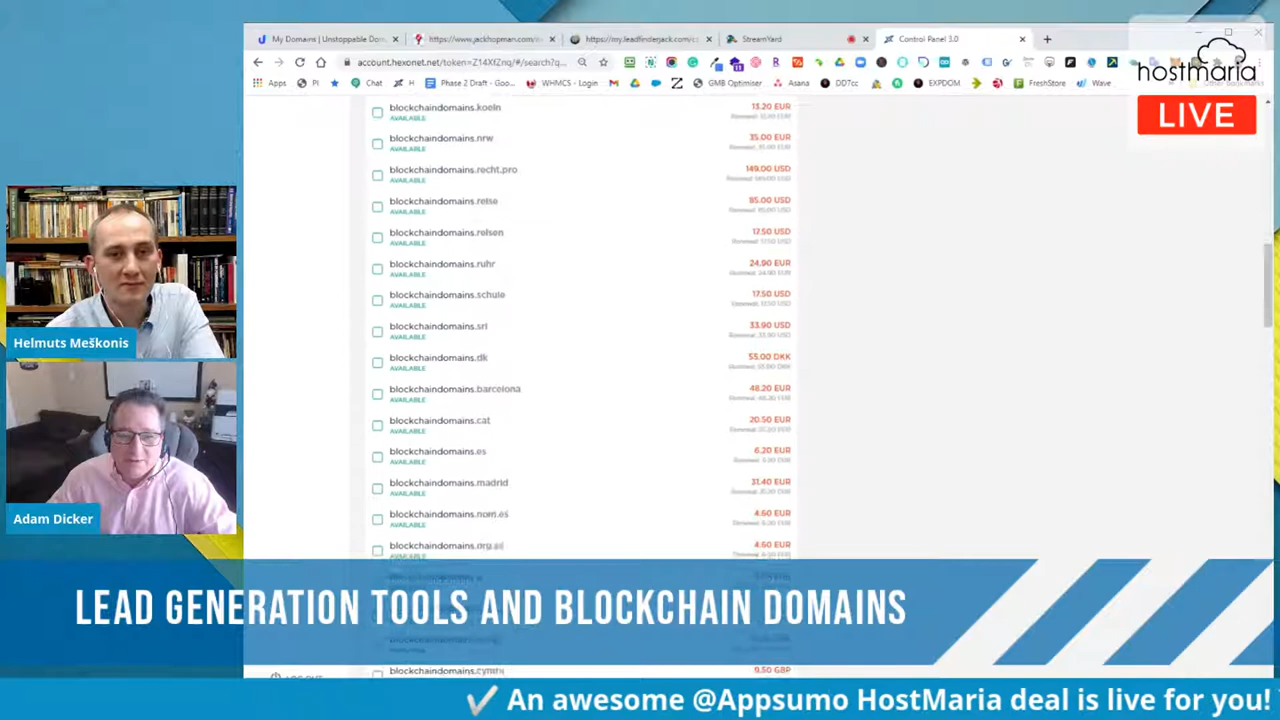 My Domains | Unstoppable Dom
https://www.jackhopman.com/
https://my.leadfinderjack.com/c
StreamYard
Control Panel 3.0
account.hexonet.net/token=Z14XfZnq/#/search?q...
Apps
Pl
Chat
H
Phase 2 Draft - Goo...
WHMCS - Login
GMB Optimiser
Asana
DD7cc
EXPDOM
FreshStore
Wave
hostmaria
LIVE
blockchaindomains.koeln 13.20 EUR
AVAILABLE
blockchaindomains.nrw 35.00 EUR
AVAILABLE
blockchaindomains.recht.pro 149.00 USD
AVAILABLE
blockchaindomains.reise 85.00 USD
AVAILABLE
blockchaindomains.reisen 17.50 USD
AVAILABLE
blockchaindomains.ruhr 24.90 EUR
AVAILABLE
blockchaindomains.schule 17.50 USD
AVAILABLE
blockchaindomains.srl 33.90 USD
AVAILABLE
blockchaindomains.dk 55.00 DKK
AVAILABLE
blockchaindomains.barcelona 48.20 EUR
AVAILABLE
blockchaindomains.cat 20.50 EUR
AVAILABLE
blockchaindomains.es 6.20 EUR
AVAILABLE
blockchaindomains.madrid 31.40 EUR
AVAILABLE
blockchaindomains.nom.es 4.60 EUR
AVAILABLE
blockchaindomains.org.es 4.60 EUR
AVAILABLE
blockchaindomains.cymru 9.50 GBP
Helmuts Meškonis
Adam Dicker
LEAD GENERATION TOOLS AND BLOCKCHAIN DOMAINS
LOG OUT
✓ An awesome @Appsumo HostMaria deal is live for you!